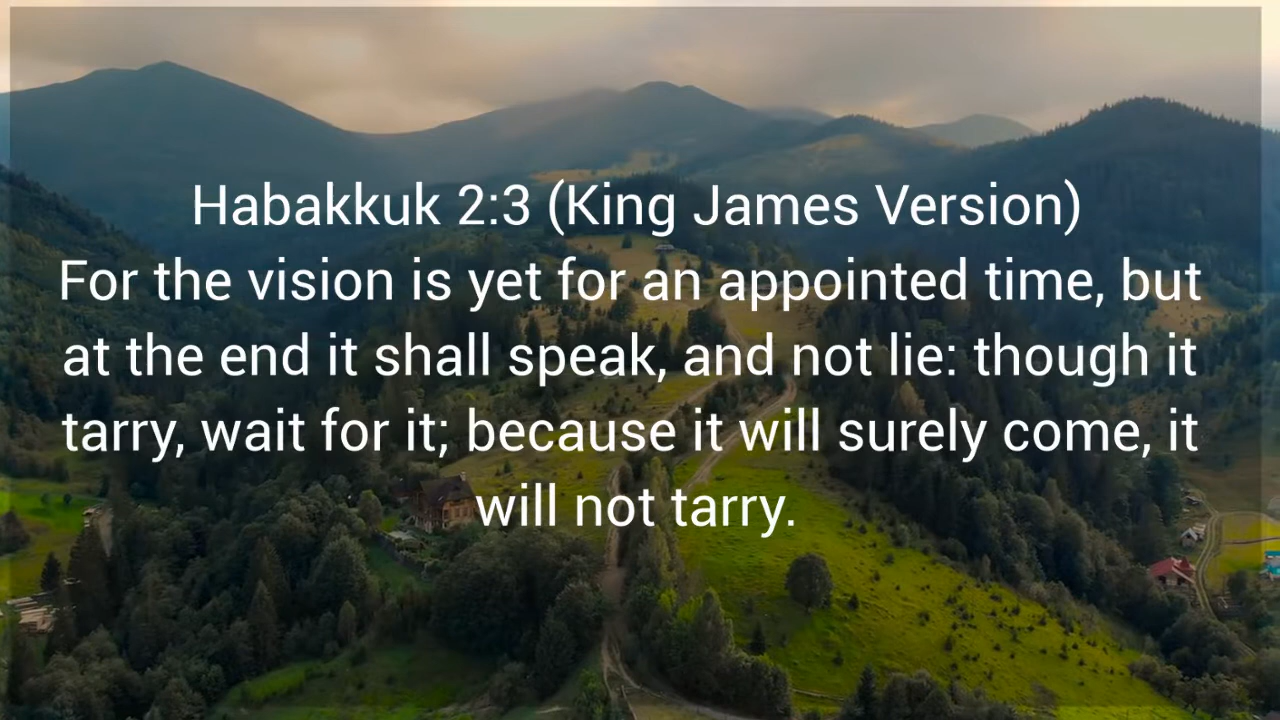 Habakkuk 2:3 (King James Version)
For the vision is yet for an appointed time, but
at the end it shall speak, and not lie: though it
tarry, wait for it; because it will surely come, it
will not tarry.